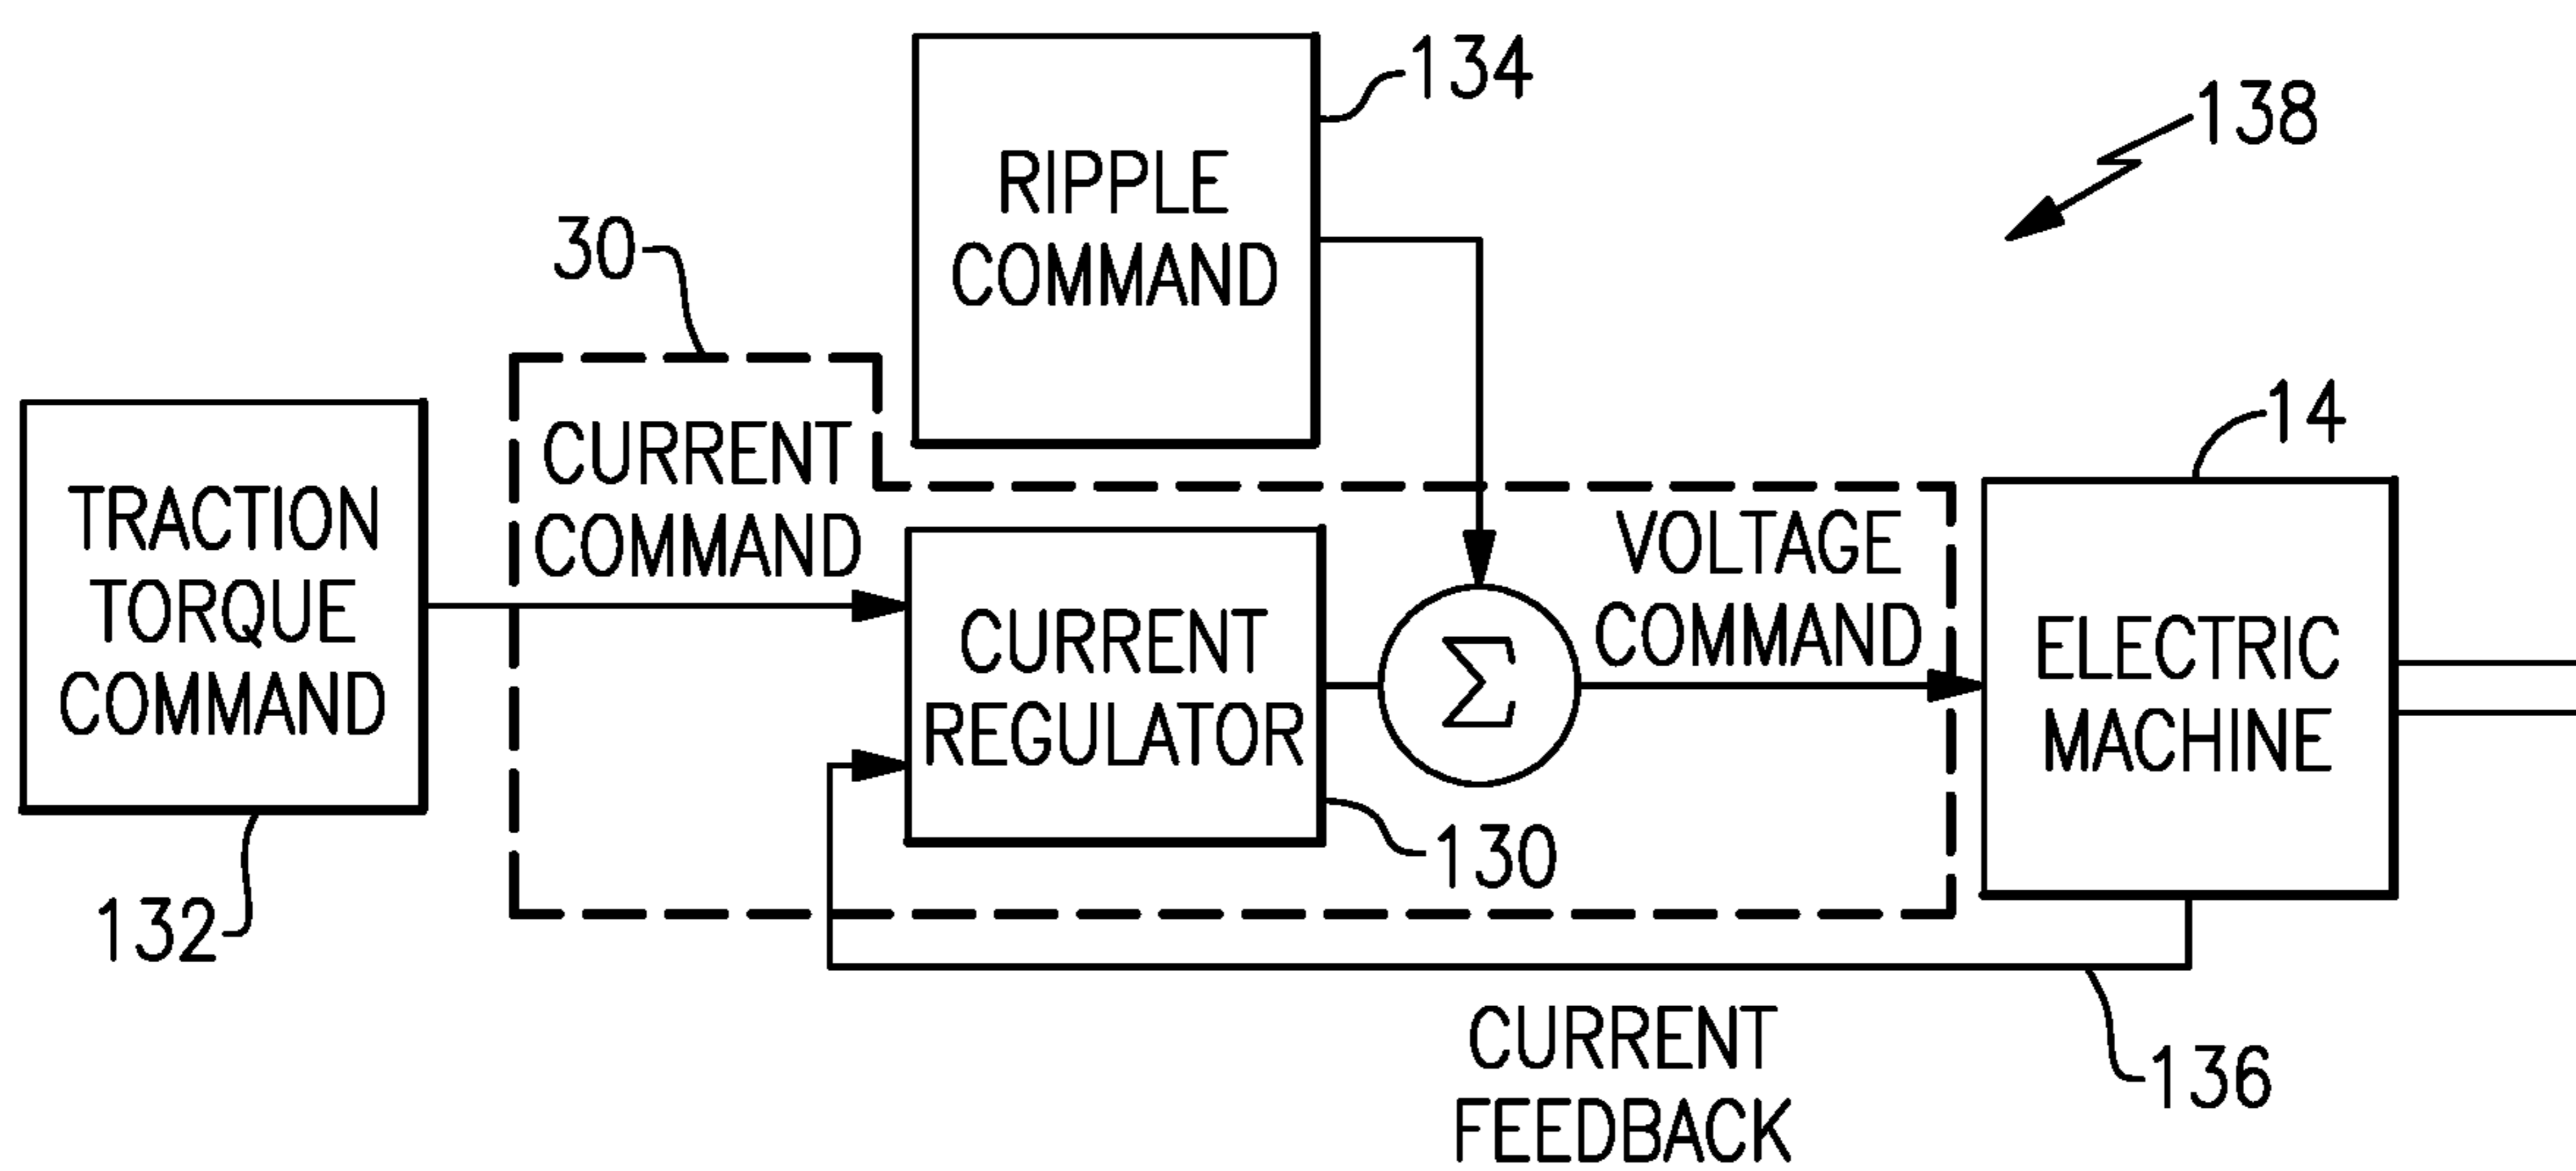 134
138
RIPPLE
COMMAND
30
14
CURRENT
COMMAND
TRACTION
TORQUE
COMMAND
VOLTAGE
COMMAND
CURRENT
REGULATOR
Σ
ELECTRIC
MACHINE
130
132
CURRENT
FEEDBACK
136